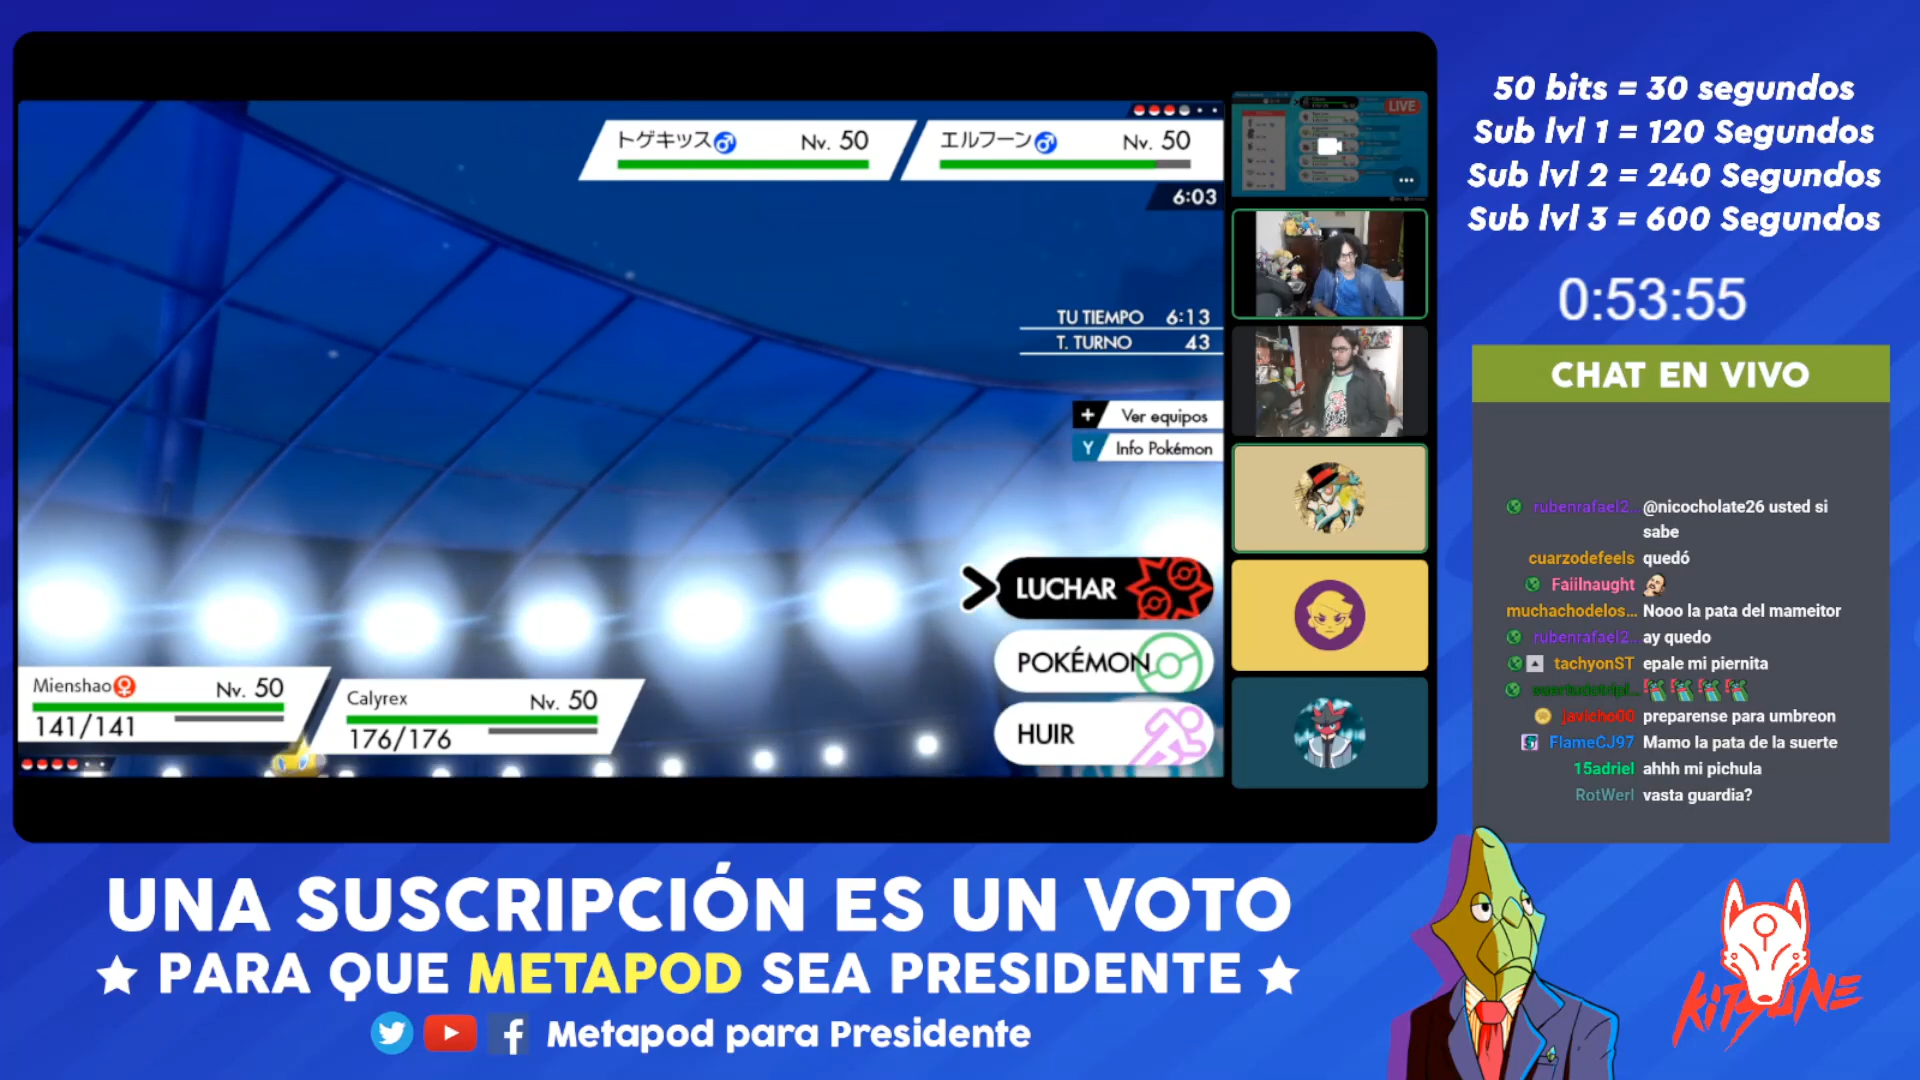 トゲキッス Nv. 50
エルフーン Nv. 50
6:03
LIVE
TU TIEMPO 6:13
T. TURNO 43
+ Ver equipos
Y Info Pokémon
LUCHAR
POKÉMON
HUIR
Mienshao Nv. 50
141/141
Calyrex Nv. 50
176/176
50 bits = 30 segundos
Sub lvl 1 = 120 Segundos
Sub lvl 2 = 240 Segundos
Sub lvl 3 = 600 Segundos
0:53:55
CHAT EN VIVO
rubenrafael2... @nicocholate26 usted si
sabe
cuarzodefeels quedó
Faiilnaught
muchachodelos... Nooo la pata del mameitor
rubenrafael2... ay quedo
tachyonST epale mi piernita
javicho00 preparense para umbreon
FlameCJ97 Mamo la pata de la suerte
15adriel ahhh mi pichula
RotWerl vasta guardia?
UNA SUSCRIPCIÓN ES UN VOTO
★ PARA QUE METAPOD SEA PRESIDENTE ★
Metapod para Presidente
KITSUNE